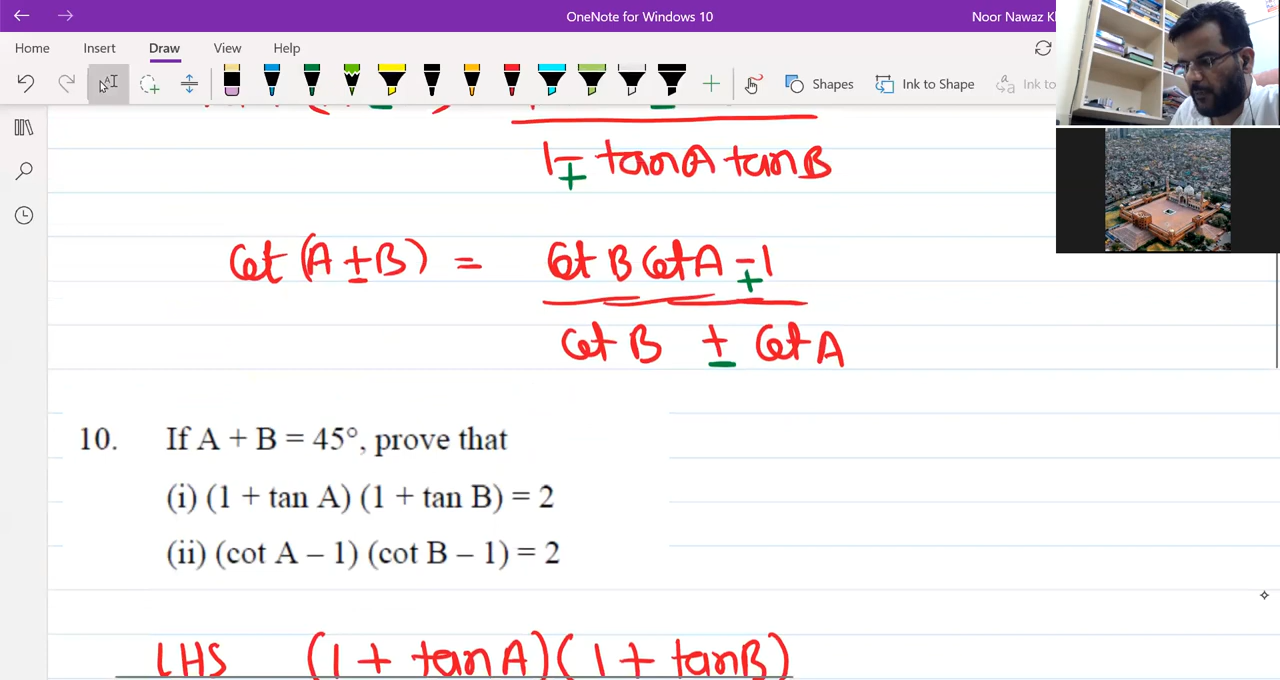 OneNote for Windows 10
Noor Nawaz Kh
Home Insert Draw View Help
Shapes Ink to Shape Ink to
1 ∓ tanA tanB
Cot (A ± B) = Cot B Cot A ∓ 1
Cot B ± Cot A
10. If A + B = 45°, prove that
(i) (1 + tan A) (1 + tan B) = 2
(ii) (cot A – 1) (cot B – 1) = 2
LHS (1 + tanA)(1 + tanB)